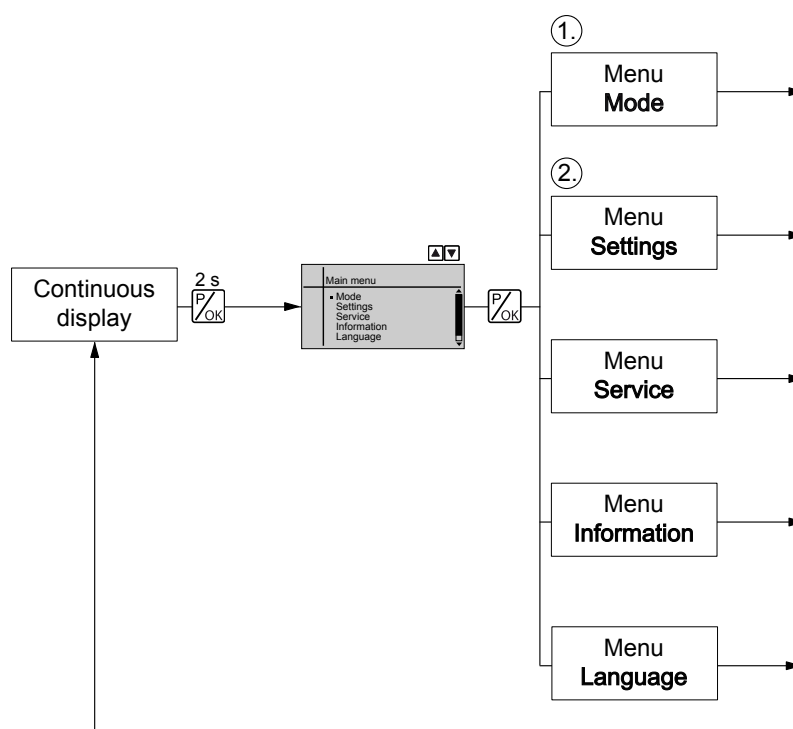 1.
Menu
Mode
2.
Menu
Settings
Continuous
display
2 s
P/OK
Main menu
Mode
Settings
Service
Information
Language
P/OK
Menu
Service
Menu
Information
Menu
Language